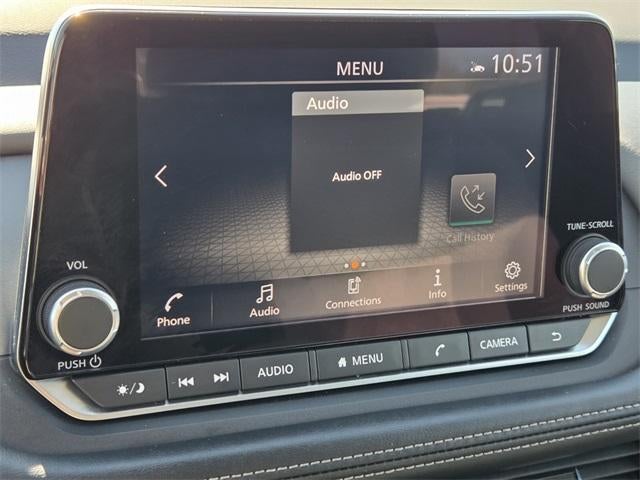 MENU
10:51
Audio
Audio OFF
Call History
TUNE·SCROLL
VOL
Phone
Audio
Connections
Info
Settings
PUSH
PUSH SOUND
AUDIO
MENU
CAMERA